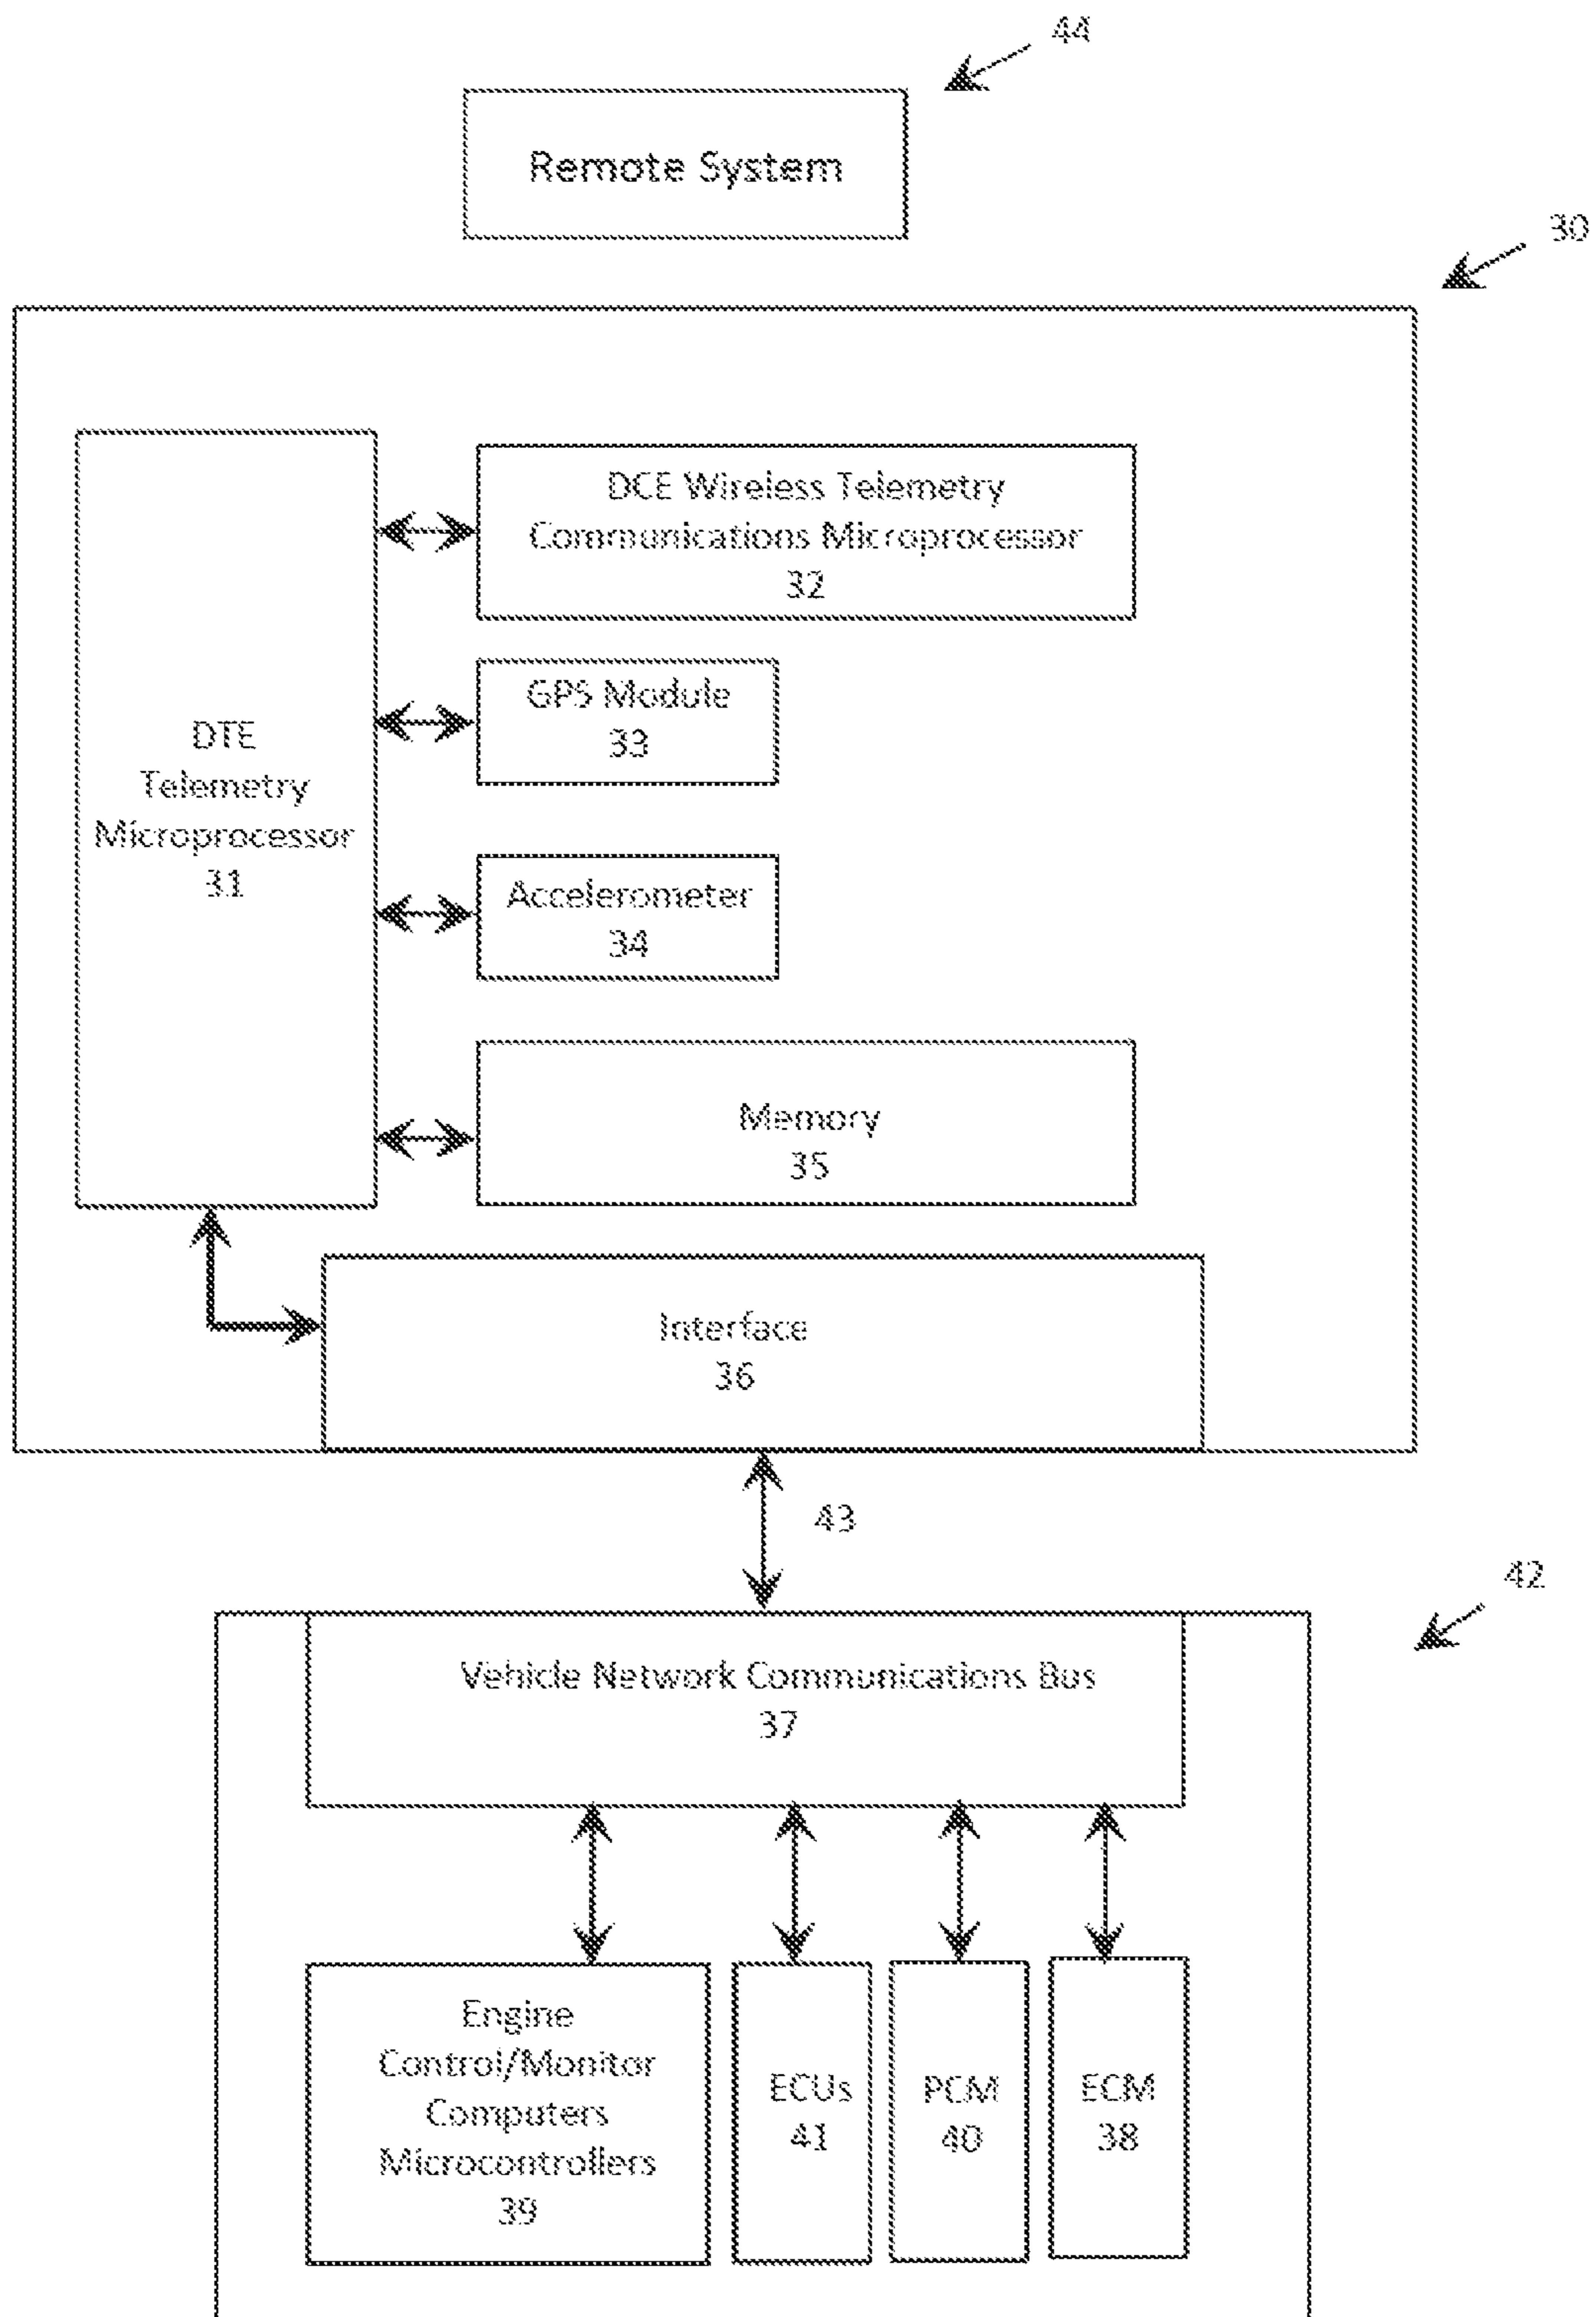 44
Remote System
30
DCE Wireless Telemetry
Communications Microprocessor
32
GPS Module
33
DTE
Telemetry
Microprocessor
31
Accelerometer
34
Memory
35
Interface
36
43
42
Vehicle Network Communications Bus
37
Engine
Control/Monitor
Computers
Microcontrollers
39
ECUs
41
PCM
40
ECM
38